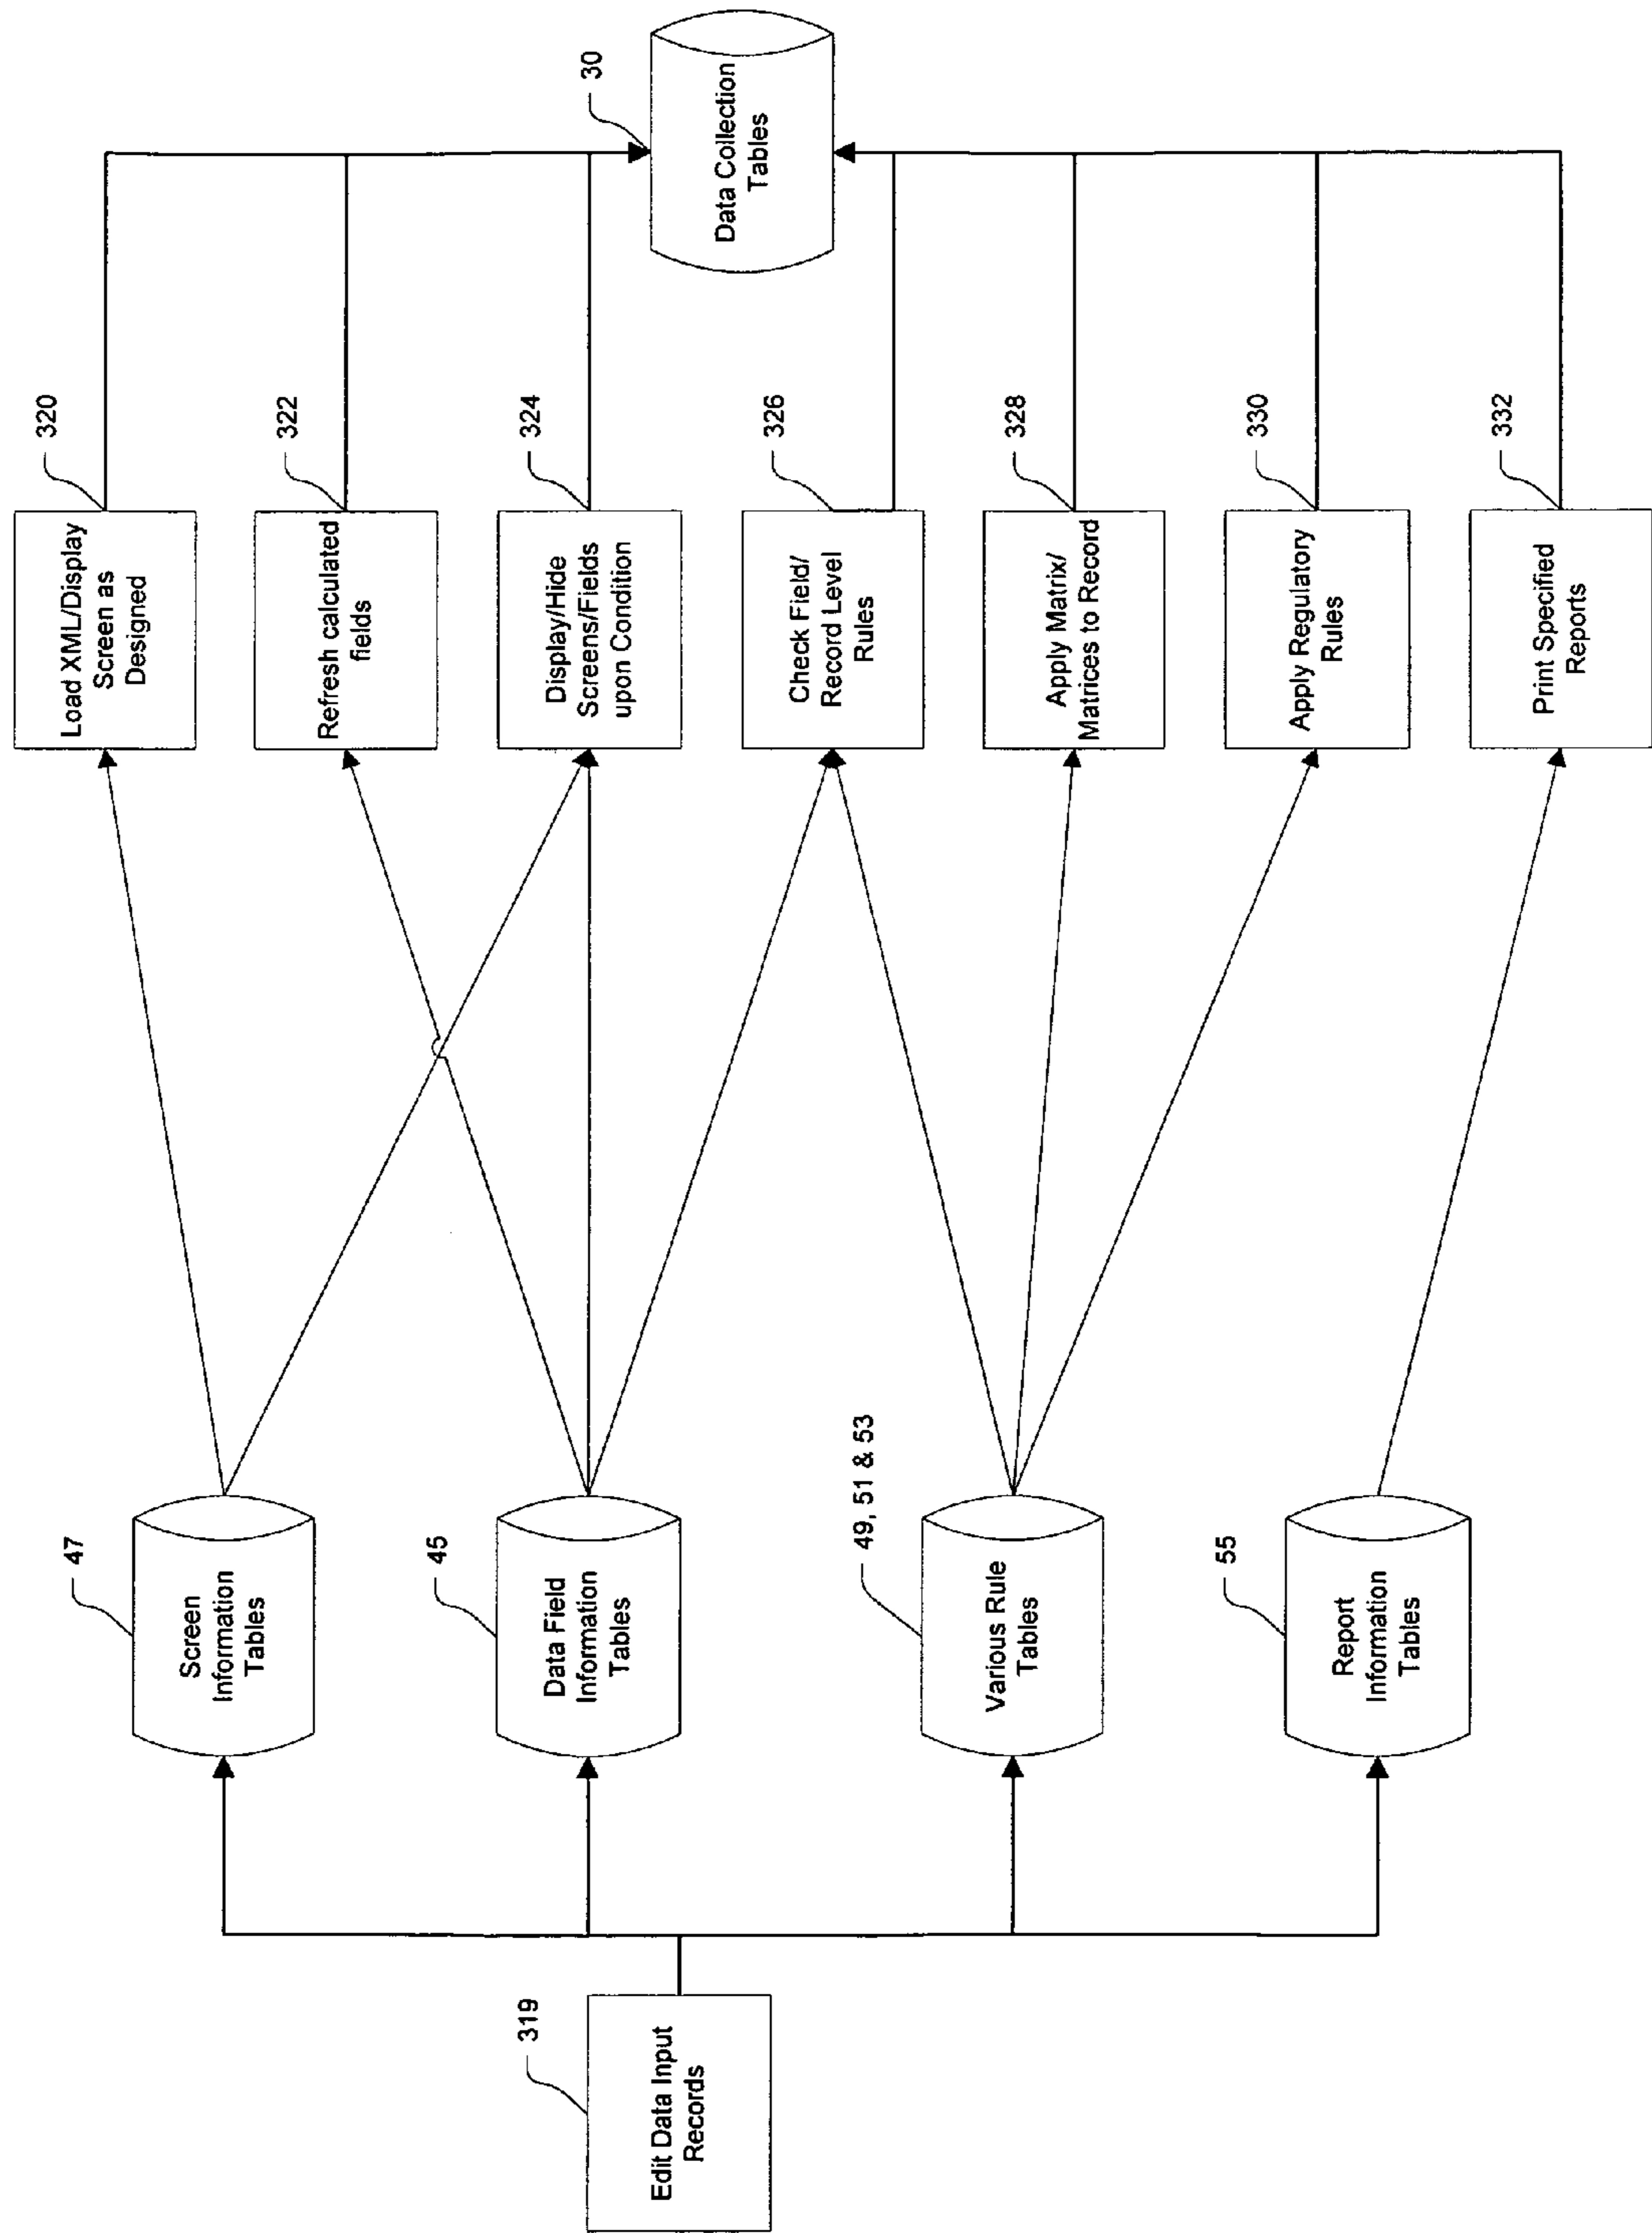 319
Edit Data Input
Records
47
Screen
Information
Tables
45
Data Field
Information
Tables
49, 51 & 53
Various Rule
Tables
55
Report
Information
Tables
320
Load XML/Display
Screen as
Designed
322
Refresh calculated
fields
324
Display/Hide
Screens/Fields
upon Condition
326
Check Field/
Record Level
Rules
328
Apply Matrix/
Matrices to Record
330
Apply Regulatory
Rules
332
Print Specified
Reports
30
Data Collection
Tables